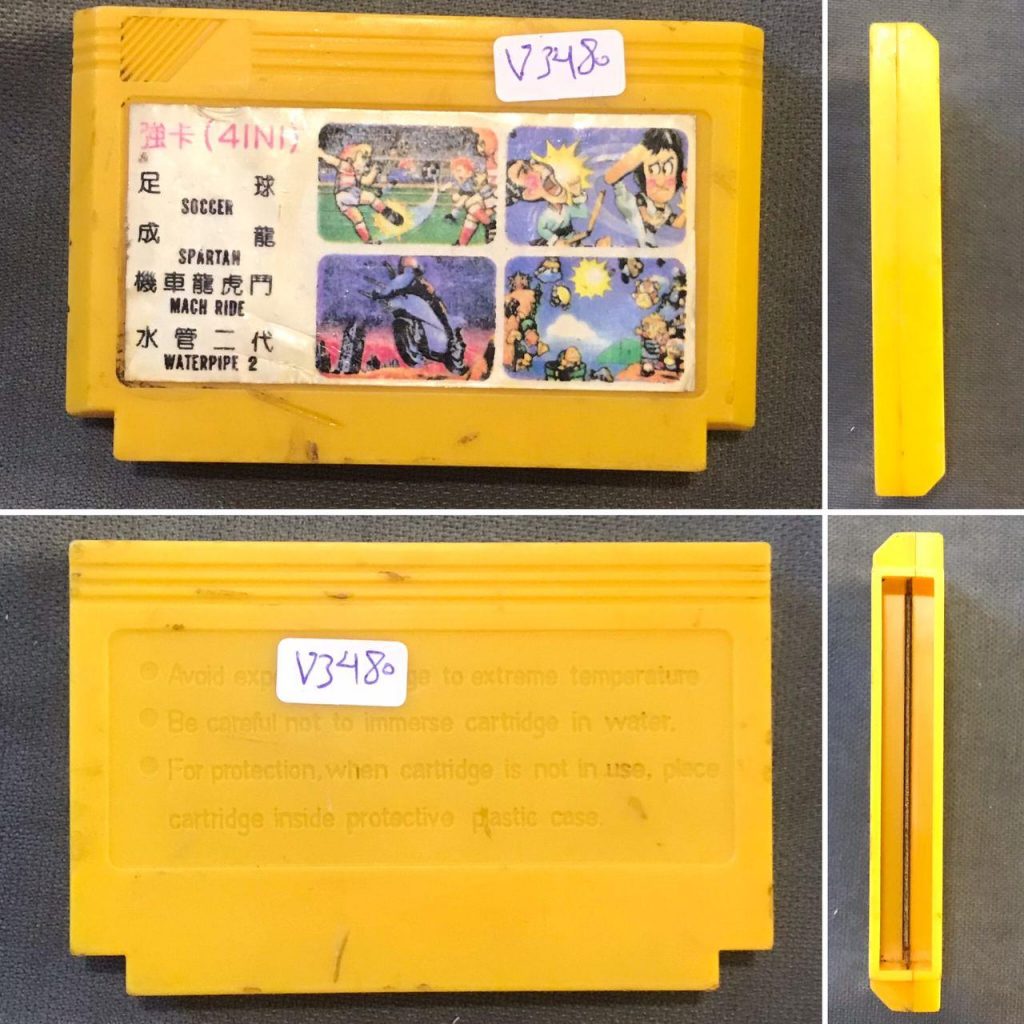 V3480
強卡(4IN1)
足球
SOCCER
成龍
SPARTAN
機車龍虎鬥
MACH RIDE
水管二代
WATERPIPE 2
V3480
Avoid ge to extreme temperature
Be careful not to immerse cartridge in water.
For protection, when cartridge is not in use, place
cartridge inside protective plastic case.